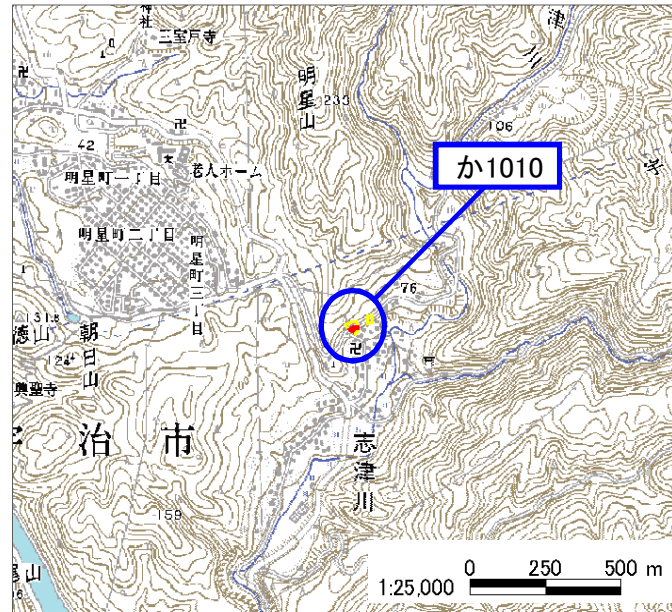 神社
三室戸寺
津
川
明星山
233
106
42
か1010
老人ホーム
明星町一丁目
明星町二丁目
明星町三丁目
76
131.8
朝日山
124
興聖寺
治市
志津川
159
尾山
0 250 500 m
1:25,000